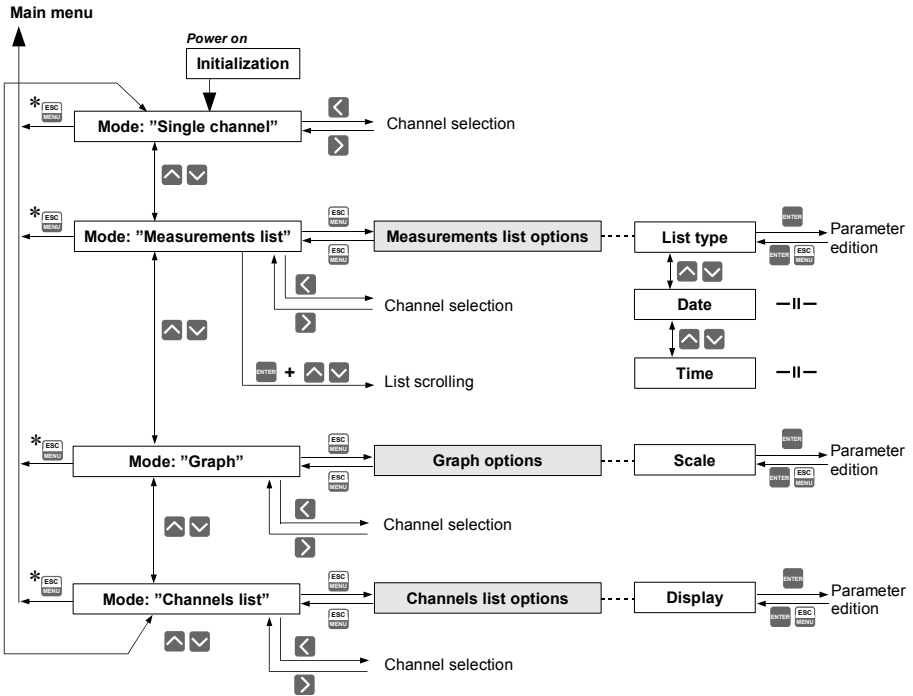 Main menu
Power on
Initialization
*
ESC
MENU
Mode: ”Single channel”
Channel selection
*
ESC
MENU
Mode: ”Measurements list”
ESC
MENU
ESC
MENU
Measurements list options
List type
ENTER
ENTER ESC
MENU
Parameter
edition
Channel selection
Date
—II—
ENTER +
List scrolling
Time
—II—
*
ESC
MENU
Mode: "Graph”
ESC
MENU
ESC
MENU
Graph options
Scale
ENTER
ENTER ESC
MENU
Parameter
edition
Channel selection
*
ESC
MENU
Mode: ”Channels list”
ESC
MENU
ESC
MENU
Channels list options
Display
ENTER
ENTER ESC
MENU
Parameter
edition
Channel selection